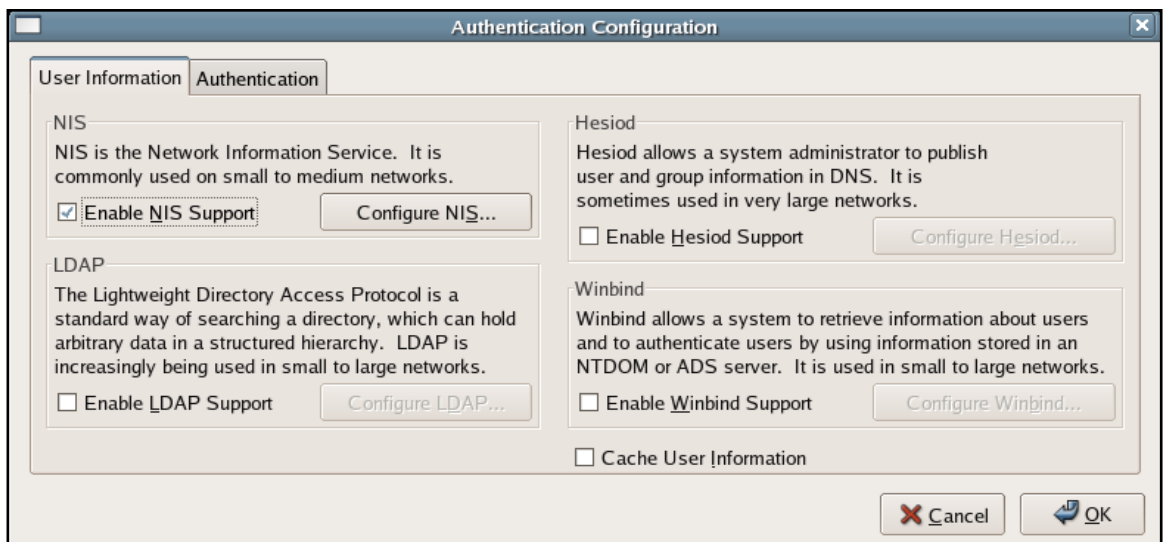 Authentication Configuration
User Information
Authentication
NIS
NIS is the Network Information Service. It is
commonly used on small to medium networks.
Enable NIS Support
Configure NIS...
LDAP
The Lightweight Directory Access Protocol is a
standard way of searching a directory, which can hold
arbitrary data in a structured hierarchy. LDAP is
increasingly being used in small to large networks.
Enable LDAP Support
Configure LDAP...
Hesiod
Hesiod allows a system administrator to publish
user and group information in DNS. It is
sometimes used in very large networks.
Enable Hesiod Support
Configure Hesiod...
Winbind
Winbind allows a system to retrieve information about users
and to authenticate users by using information stored in an
NTDOM or ADS server. It is used in small to large networks.
Enable Winbind Support
Configure Winbind...
Cache User Information
Cancel
OK